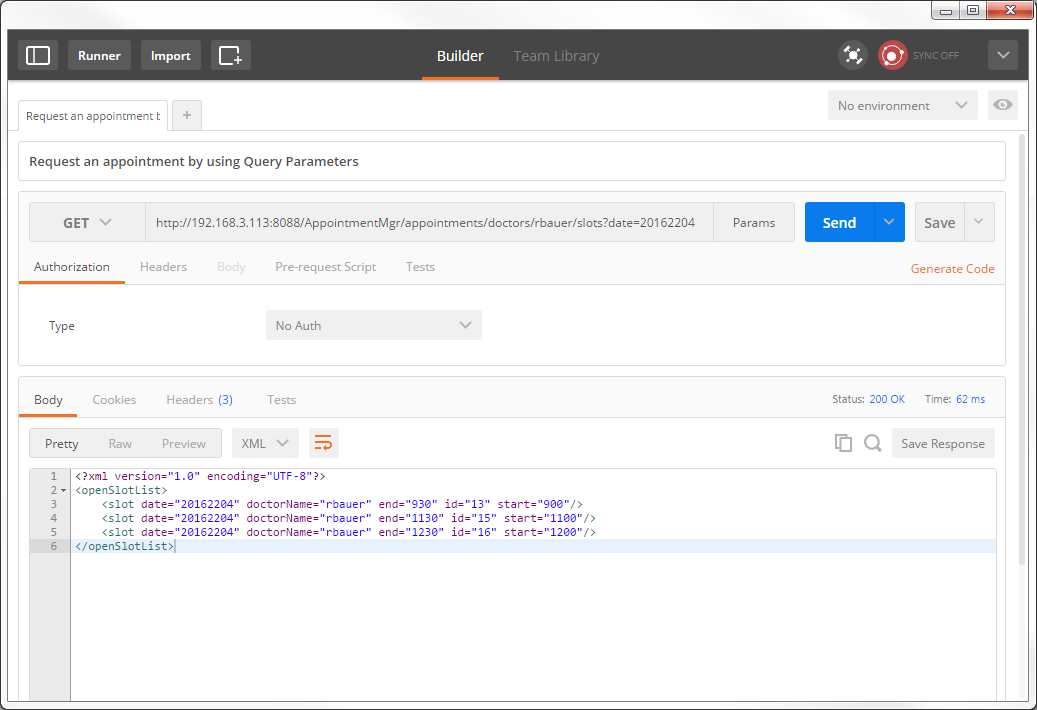 Runner Import Builder Team Library SYNC OFF
Request an appointment b + No environment
Request an appointment by using Query Parameters
GET http://192.168.3.113:8088/AppointmentMgr/appointments/doctors/rbauer/slots?date=20162204 Params Send Save
Authorization Headers Body Pre-request Script Tests Generate Code
Type No Auth
Body Cookies Headers (3) Tests Status: 200 OK Time: 62 ms
Pretty Raw Preview XML Save Response
1 <?xml version="1.0" encoding="UTF-8"?>
2 <openSlotList>
3 <slot date="20162204" doctorName="rbauer" end="930" id="13" start="900"/>
4 <slot date="20162204" doctorName="rbauer" end="1130" id="15" start="1100"/>
5 <slot date="20162204" doctorName="rbauer" end="1230" id="16" start="1200"/>
6 </openSlotList>